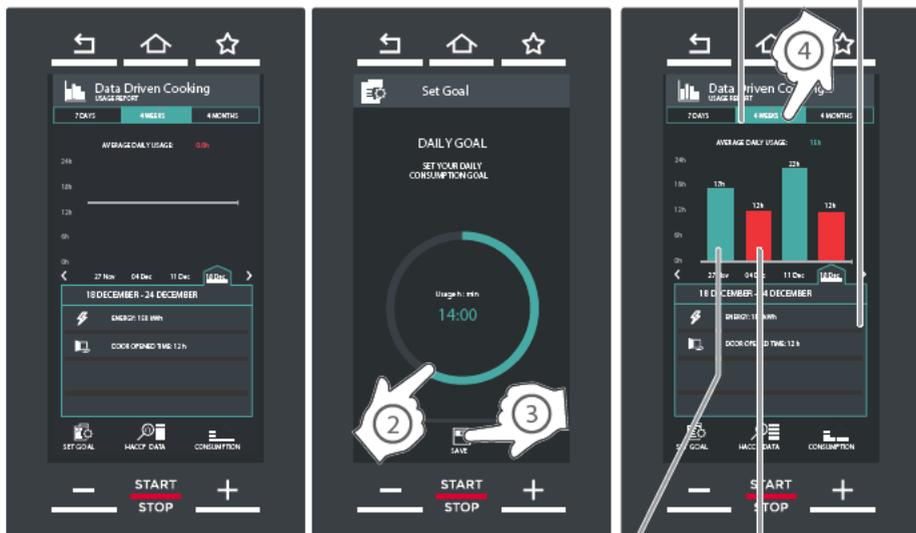 Data Driven Cooking
USAGE REPORT
7 DAYS 4 WEEKS 4 MONTHS
AVERAGE DAILY USAGE: 0.0h
24h
18h
12h
6h
0h
27 Nov 04 Dec 11 Dec 18 Dec
18 DECEMBER - 24 DECEMBER
ENERGY: 158 kWh
DOOR OPENED TIME: 12 h
SET GOAL HACCP DATA CONSUMPTION
START
STOP
Set Goal
DAILY GOAL
SET YOUR DAILY
CONSUMPTION GOAL
Usage h : min
14:00
2
3
SAVE
START
STOP
4
Data Driven
USAGE REPORT
7 DAYS 4 WEEKS 4 MONTHS
AVERAGE DAILY USAGE:
24h
23h
18h
17h
12h
12h
12h
6h
0h
11 Dec 18 Dec
DOOR OPENED TIME: 12 h
GOAL DATA CONSUMPTION
START
STOP